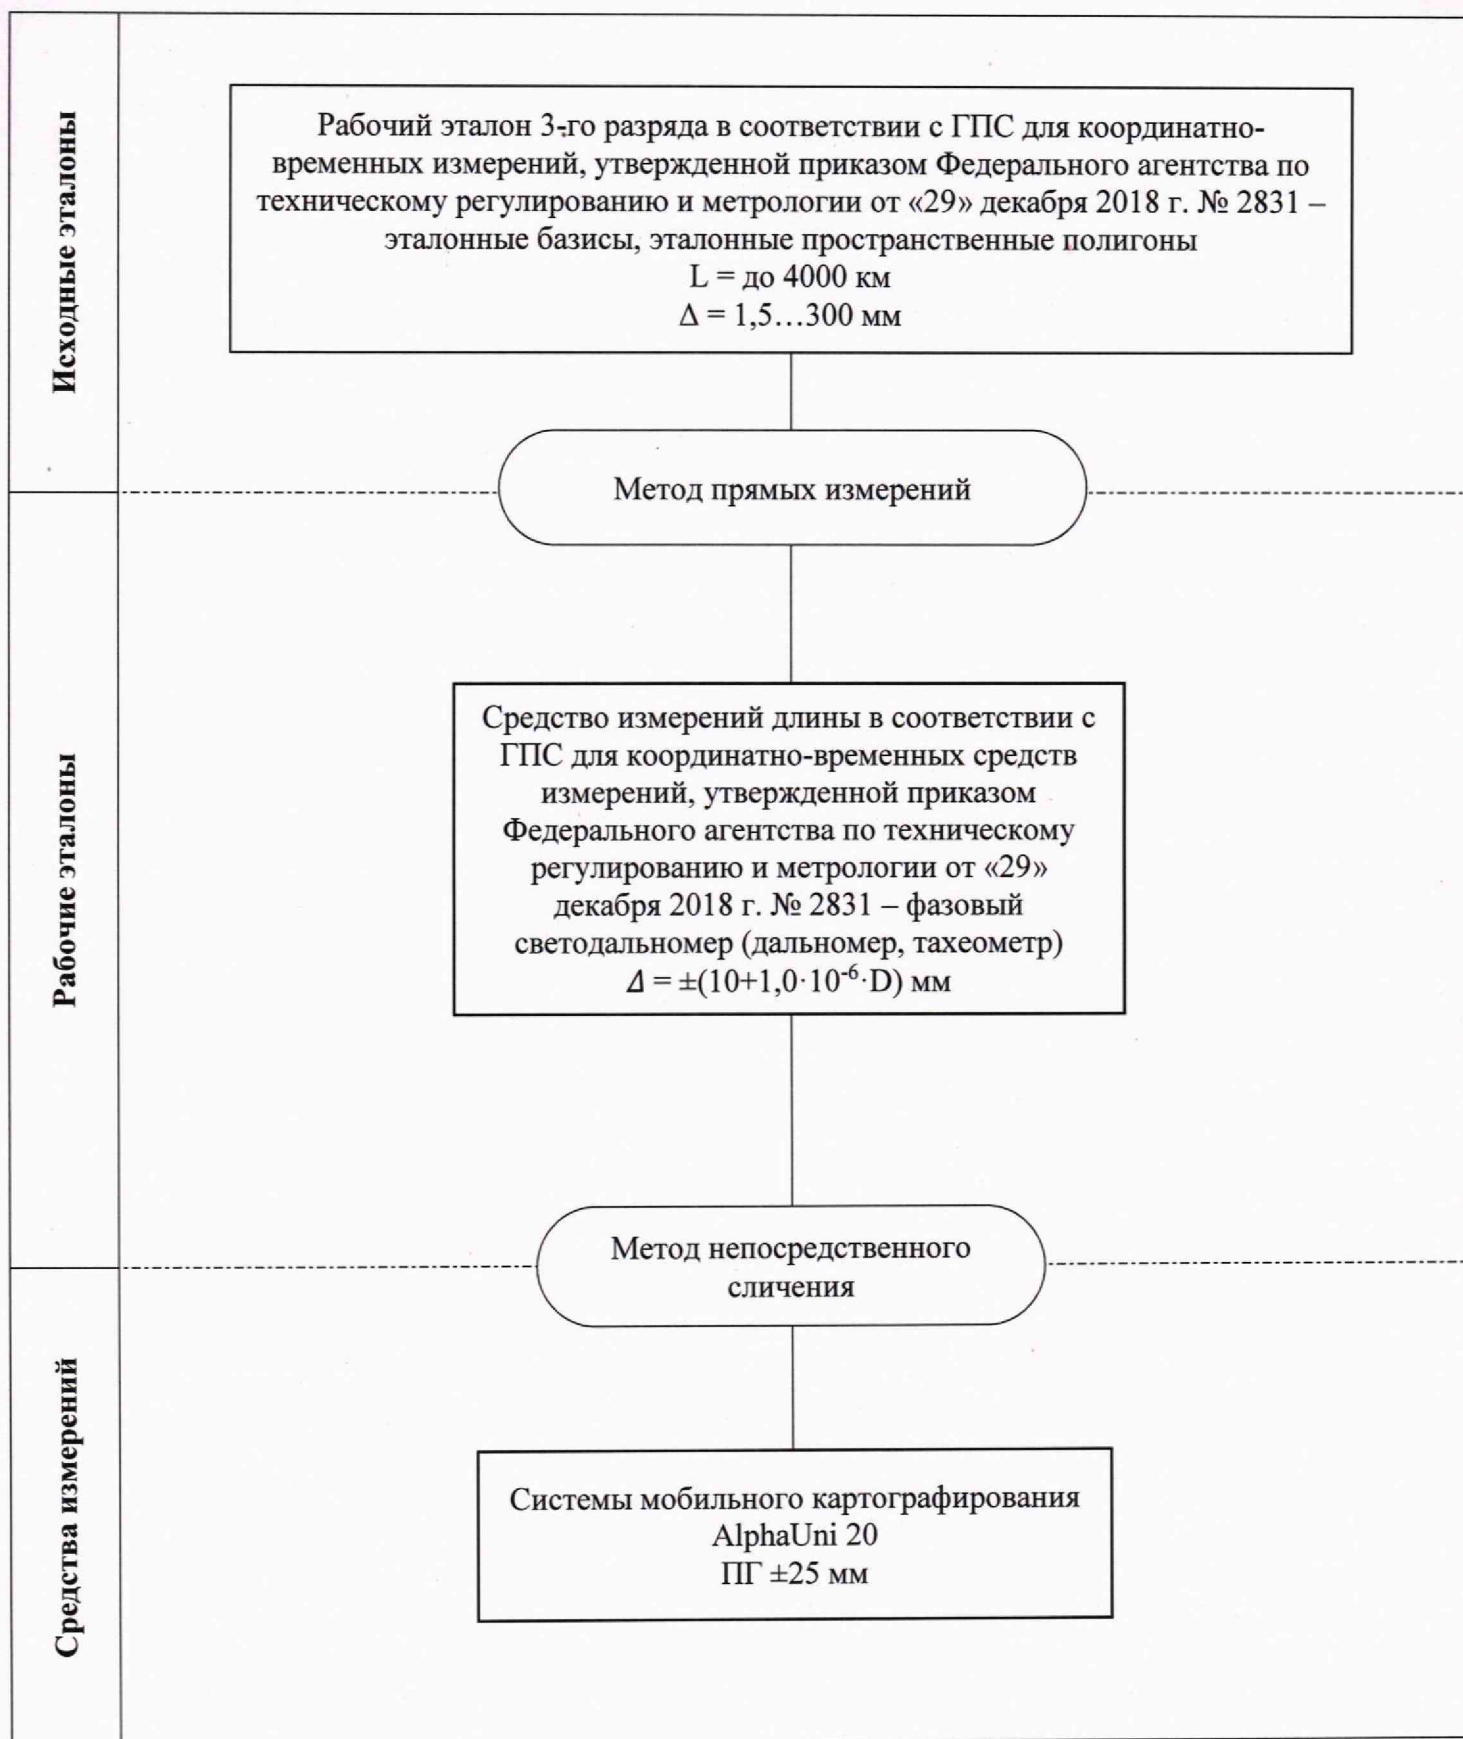 Исходные эталоны
Рабочий эталон 3-го разряда в соответствии с ГПС для координатно-
временных измерений, утвержденной приказом Федерального агентства по
техническому регулированию и метрологии от «29» декабря 2018 г. № 2831 –
эталонные базисы, эталонные пространственные полигоны
L = до 4000 км
Δ = 1,5…300 мм
Метод прямых измерений
Рабочие эталоны
Средство измерений длины в соответствии с
ГПС для координатно-временных средств
измерений, утвержденной приказом
Федерального агентства по техническому
регулированию и метрологии от «29»
декабря 2018 г. № 2831 – фазовый
светодальномер (дальномер, тахеометр)
Δ = ±(10+1,0·10⁻⁶·D) мм
Метод непосредственного
сличения
Средства измерений
Системы мобильного картографирования
AlphaUni 20
ПГ ±25 мм